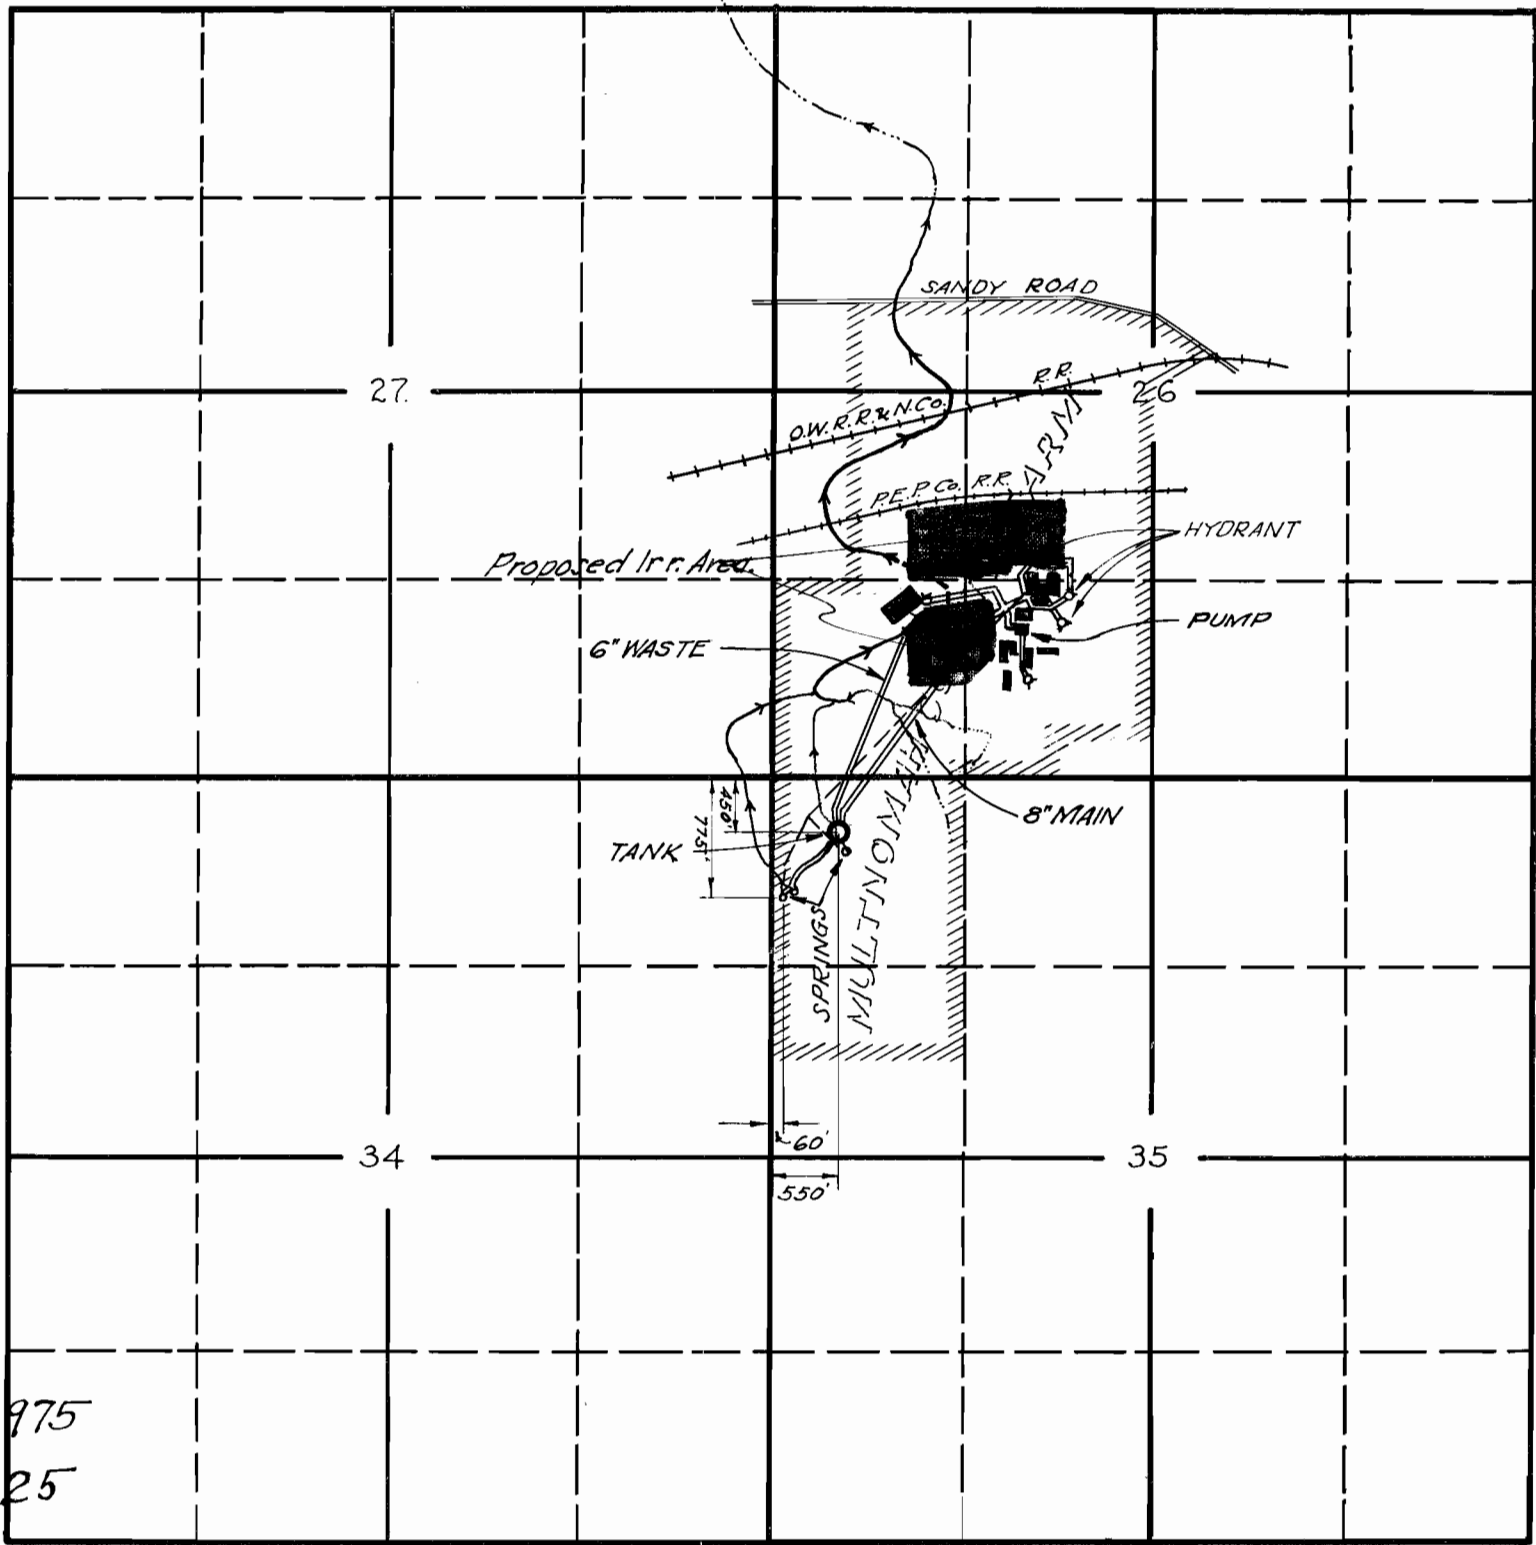 SANDY ROAD
27.
R.R.
26
O.W.R.R.&N.Co.
FARM
P.E.P.Co. R.R.
HYDRANT
Proposed Irr. Area.
PUMP
6" WASTE
450'
775'
8" MAIN
TANK
MULTNOMAH
SPRINGS
60'
34
35
550'
975
25